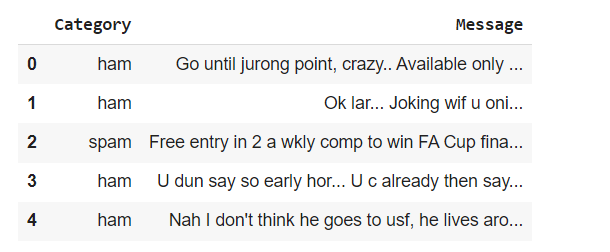 Category Message
0 ham Go until jurong point, crazy.. Available only ...
1 ham Ok lar... Joking wif u oni...
2 spam Free entry in 2 a wkly comp to win FA Cup fina...
3 ham U dun say so early hor... U c already then say...
4 ham Nah I don't think he goes to usf, he lives aro...